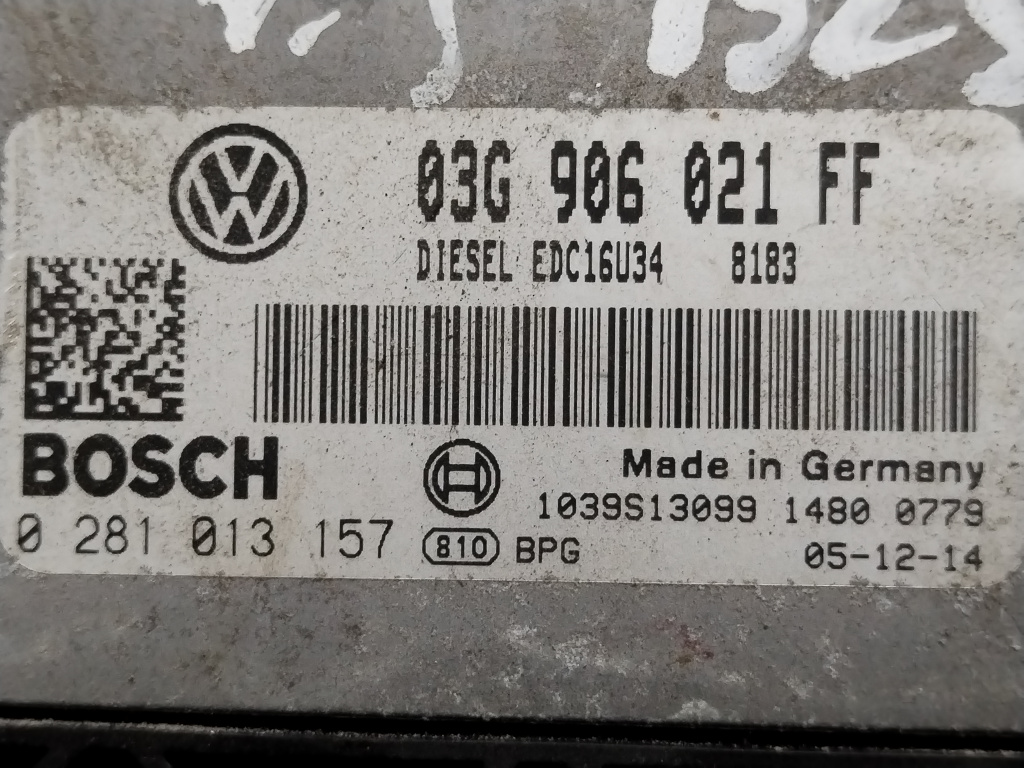 03G 906 021 FF
DIESEL EDC16U34 8183
BOSCH
Made in Germany
1039S13099 1480 0779
0 281 013 157 810 BPG 05-12-14